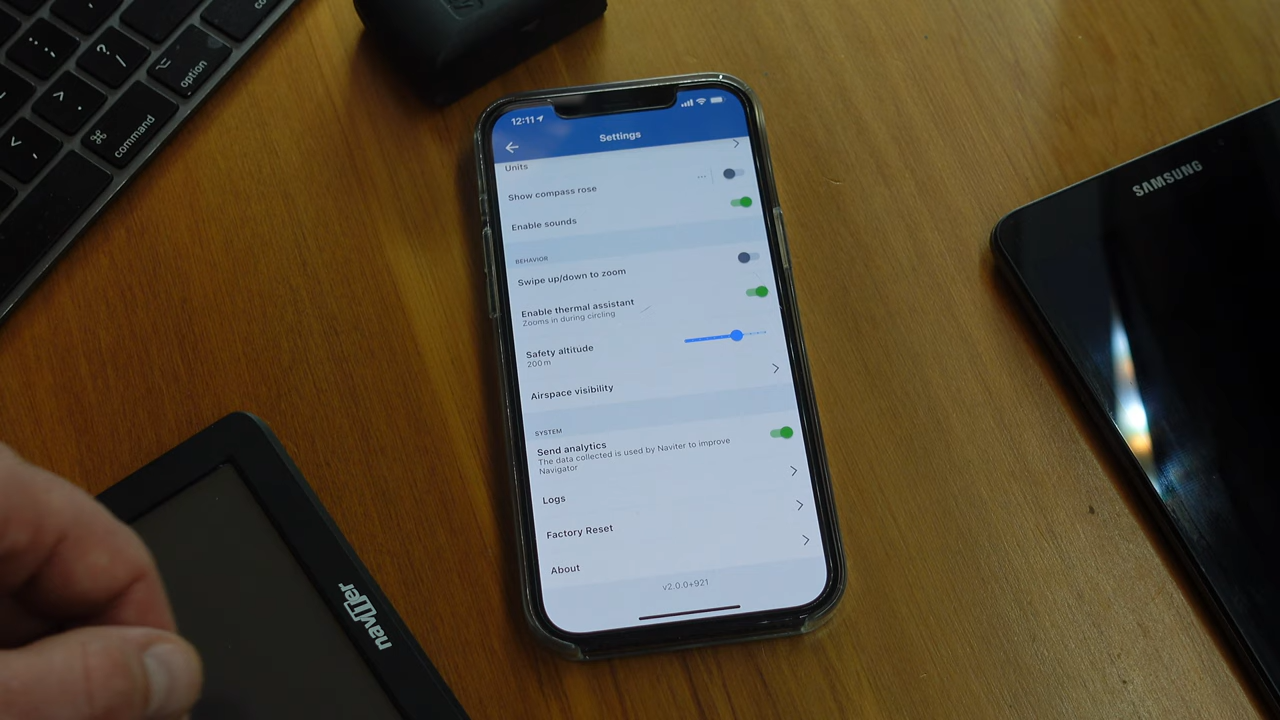 option
command
⌘
? /
: ;
> .
< ,
12:11
Settings
Units
Show compass rose
Enable sounds
BEHAVIOR
Swipe up/down to zoom
Enable thermal assistant
Zooms in during circling
Safety altitude
200 m
Airspace visibility
SYSTEM
Send analytics
The data collected is used by Naviter to improve
Navigator
Logs
Factory Reset
About
v2.0.0+921
SAMSUNG
naviter